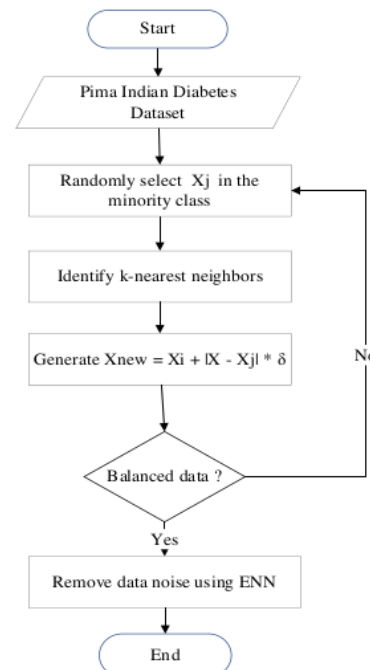 Start
Pima Indian Diabetes
Dataset
Randomly select Xj in the
minority class
Identify k-nearest neighbors
Generate Xnew = Xi + |X - Xj| * δ
Balanced data ?
No
Yes
Remove data noise using ENN
End